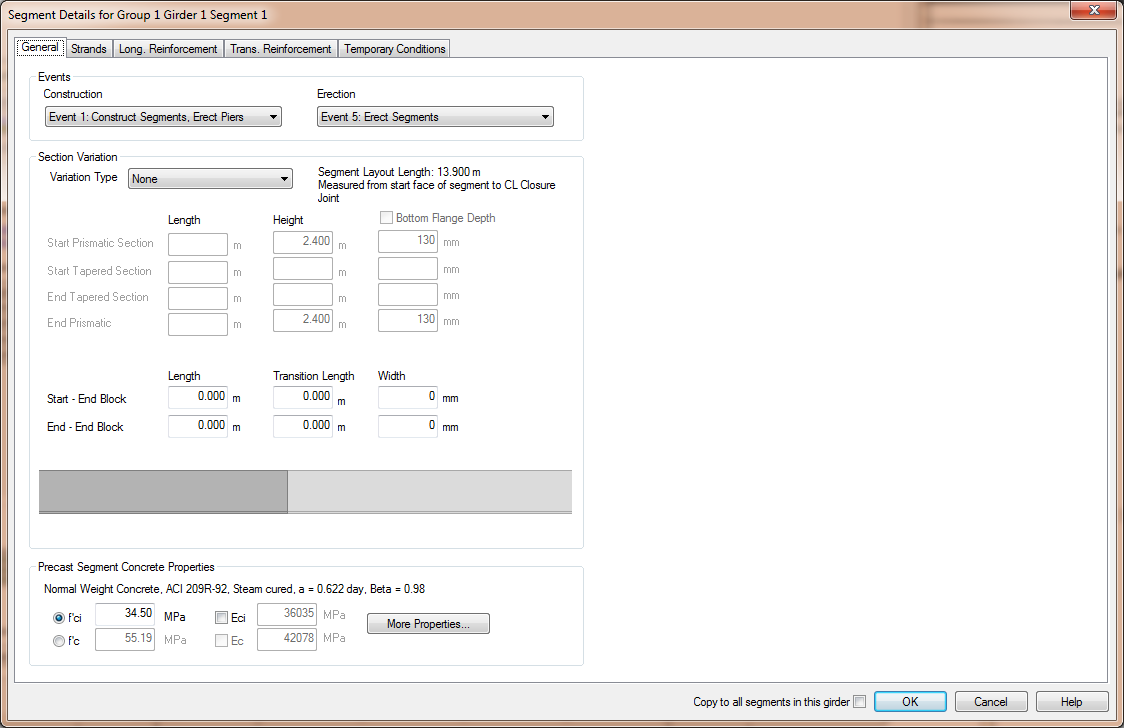 Segment Details for Group 1 Girder 1 Segment 1
General Strands Long. Reinforcement Trans. Reinforcement Temporary Conditions
Events
Construction Erection
Event 1: Construct Segments, Erect Piers Event 5: Erect Segments
Section Variation
Variation Type None
Segment Layout Length: 13.900 m
Measured from start face of segment to CL Closure
Joint
Length Height Bottom Flange Depth
Start Prismatic Section m 2.400 m 130 mm
Start Tapered Section m m mm
End Tapered Section m m mm
End Prismatic m 2.400 m 130 mm
Length Transition Length Width
Start - End Block 0.000 m 0.000 m 0 mm
End - End Block 0.000 m 0.000 m 0 mm
Precast Segment Concrete Properties
Normal Weight Concrete, ACI 209R-92, Steam cured, a = 0.622 day, Beta = 0.98
f'ci 34.50 MPa Eci 36035 MPa
More Properties...
f'c 55.19 MPa Ec 42078 MPa
Copy to all segments in this girder OK Cancel Help